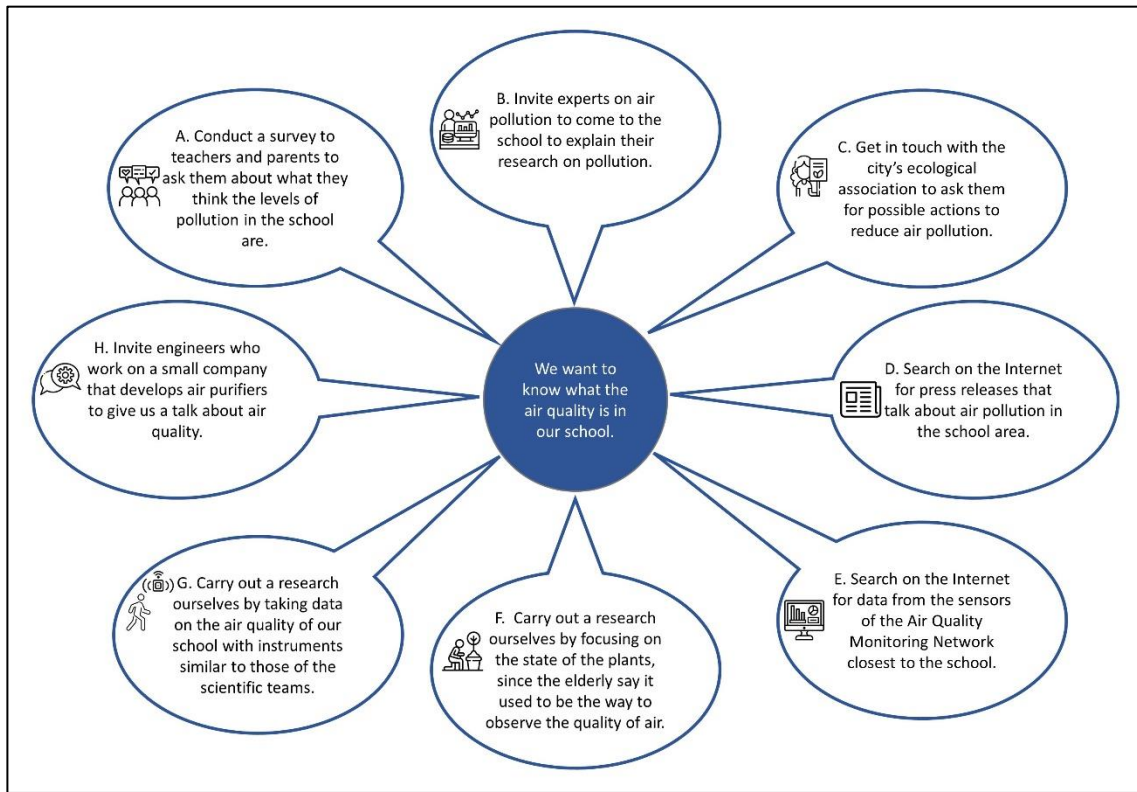 A. Conduct a survey to
teachers and parents to
ask them about what they
think the levels of
pollution in the school
are.
B. Invite experts on air
pollution to come to the
school to explain their
research on pollution.
C. Get in touch with the
city's ecological
association to ask them
for possible actions to
reduce air pollution.
D. Search on the Internet
for press releases that
talk about air pollution in
the school area.
E. Search on the Internet
for data from the sensors
of the Air Quality
Monitoring Network
closest to the school.
F. Carry out a research
ourselves by focusing on
the state of the plants,
since the elderly say it
used to be the way to
observe the quality of air.
G. Carry out a research
ourselves by taking data
on the air quality of our
school with instruments
similar to those of the
scientific teams.
H. Invite engineers who
work on a small company
that develops air purifiers
to give us a talk about air
quality.
We want to
know what the
air quality is in
our school.